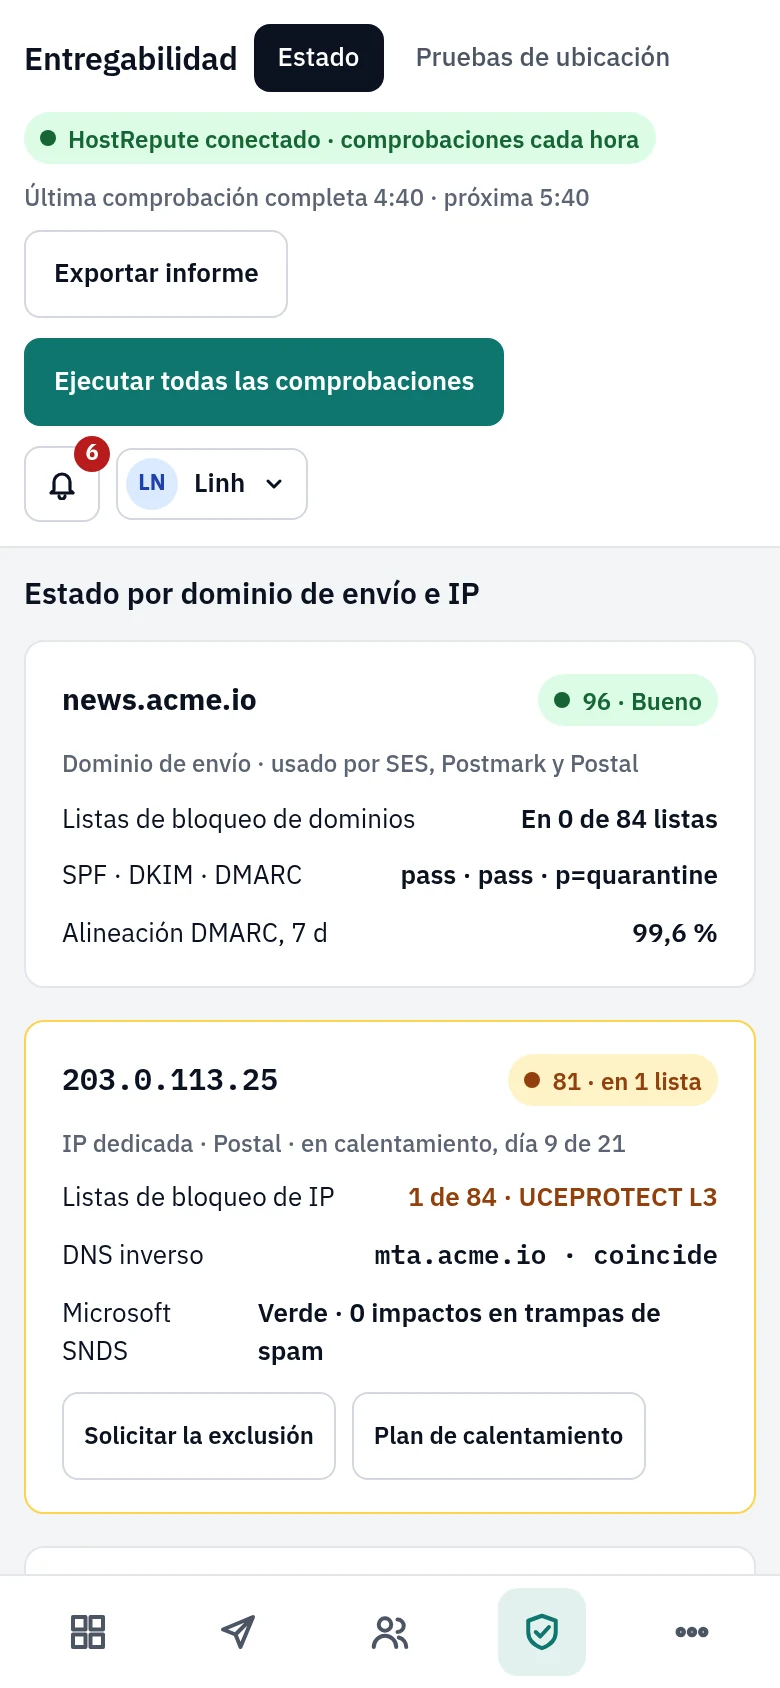 Entregabilidad
Estado
Pruebas de ubicación
HostRepute conectado · comprobaciones cada hora
Última comprobación completa 4:40 · próxima 5:40
Exportar informe
Ejecutar todas las comprobaciones
6
LN
Linh
Estado por dominio de envío e IP
news.acme.io
96 · Bueno
Dominio de envío · usado por SES, Postmark y Postal
Listas de bloqueo de dominios
En 0 de 84 listas
SPF · DKIM · DMARC
pass · pass · p=quarantine
Alineación DMARC, 7 d
99,6 %
203.0.113.25
81 · en 1 lista
IP dedicada · Postal · en calentamiento, día 9 de 21
Listas de bloqueo de IP
1 de 84 · UCEPROTECT L3
DNS inverso
mta.acme.io · coincide
Microsoft
SNDS
Verde · 0 impactos en trampas de
spam
Solicitar la exclusión
Plan de calentamiento